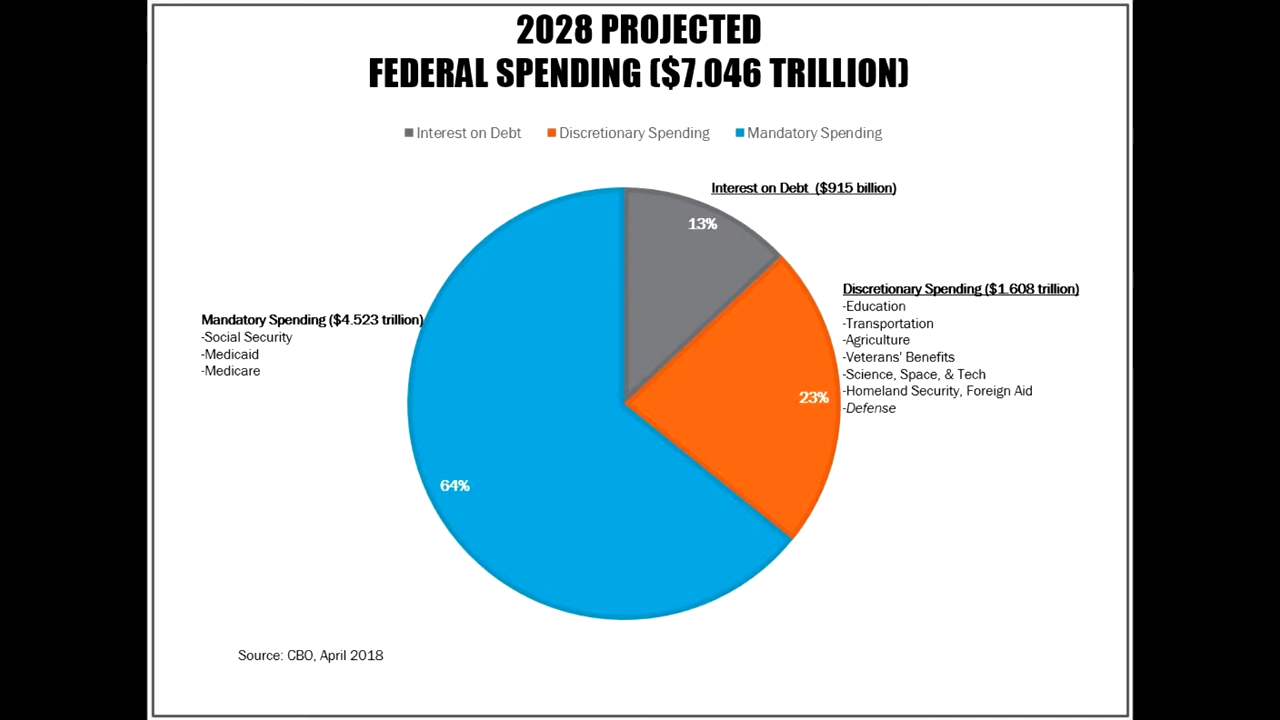 2028 PROJECTED
FEDERAL SPENDING ($7.046 TRILLION)
Interest on Debt
Discretionary Spending
Mandatory Spending
Interest on Debt ($915 billion)
13%
Discretionary Spending ($1.608 trillion)
-Education
-Transportation
-Agriculture
-Veterans' Benefits
-Science, Space, & Tech
-Homeland Security, Foreign Aid
-Defense
23%
Mandatory Spending ($4.523 trillion)
-Social Security
-Medicaid
-Medicare
64%
Source: CBO, April 2018